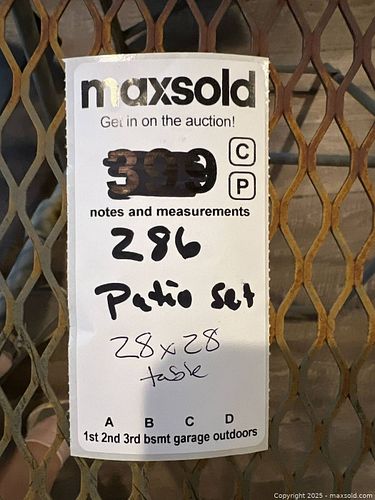 maxsold
Get in on the auction!
399
C
P
notes and measurements
286
Patio set
28 x 28
table
A B C D
1st 2nd 3rd bsmt garage outdoors
Copyright 2025 - maxsold.com